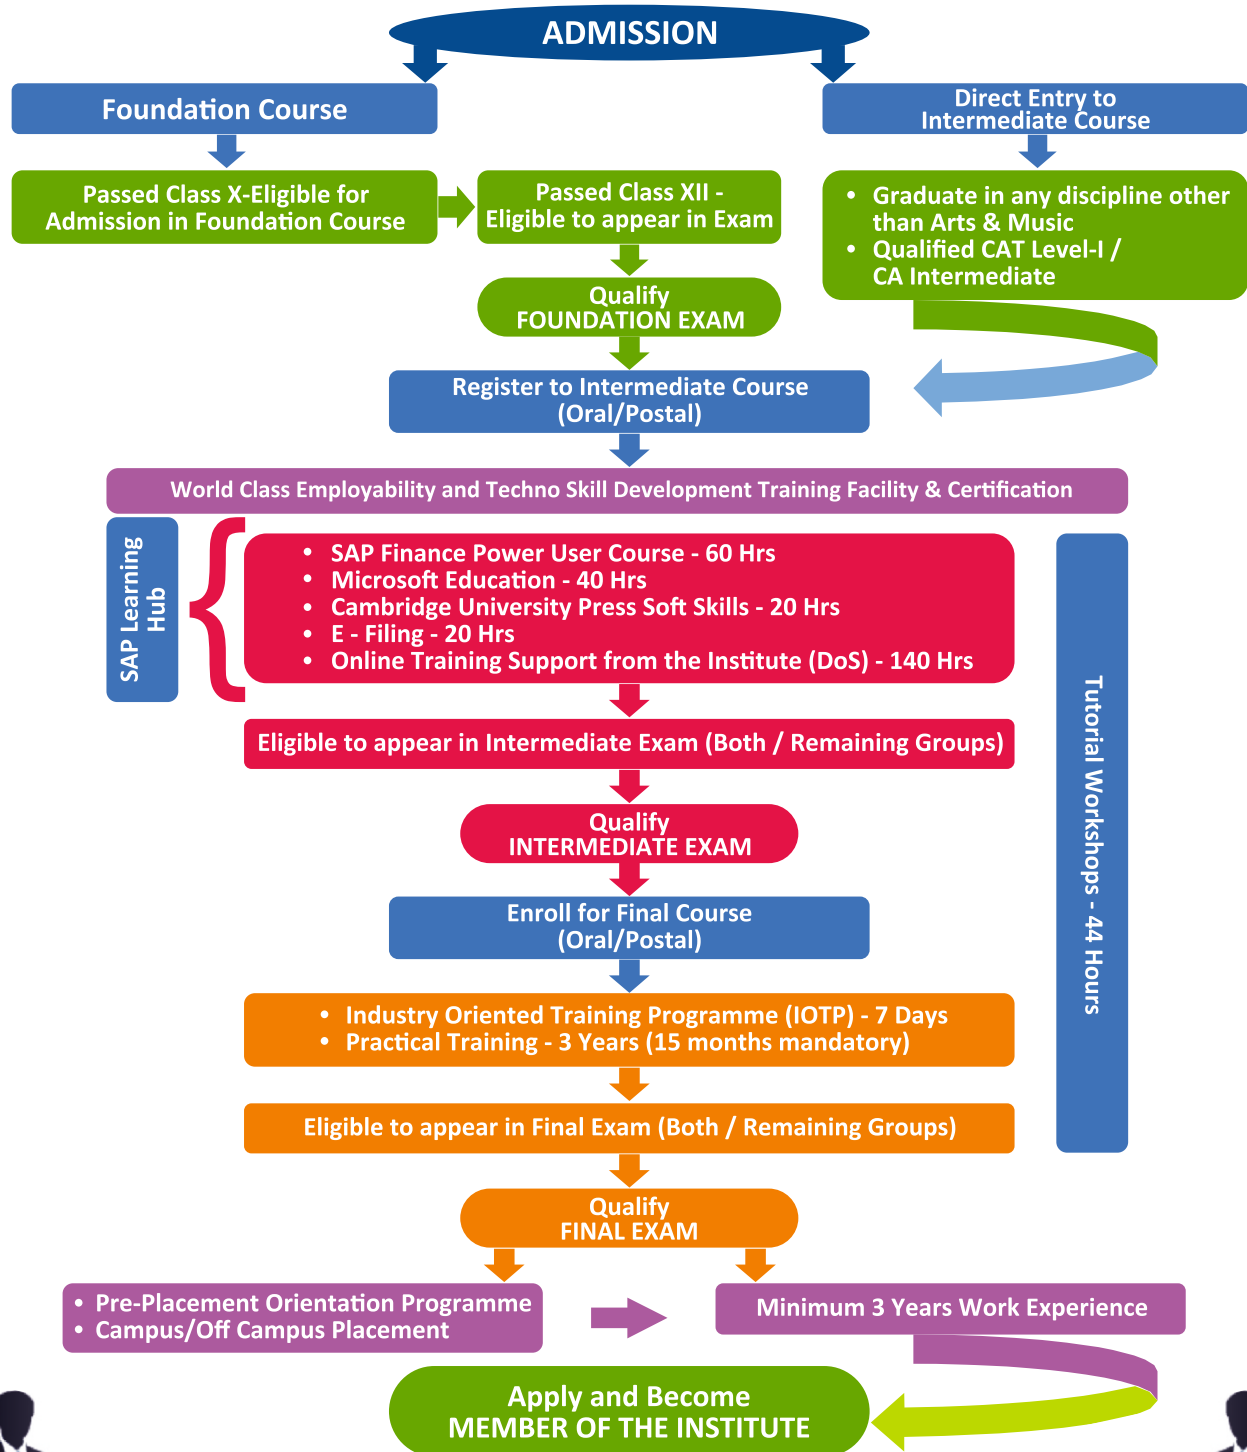 ADMISSION
Foundation Course
Direct Entry to
Intermediate Course
Passed Class X-Eligible for
Admission in Foundation Course
Passed Class XII -
Eligible to appear in Exam
• Graduate in any discipline other
than Arts & Music
• Qualified CAT Level-I /
CA Intermediate
Qualify
FOUNDATION EXAM
Register to Intermediate Course
(Oral/Postal)
World Class Employability and Techno Skill Development Training Facility & Certification
SAP Learning
Hub
• SAP Finance Power User Course - 60 Hrs
• Microsoft Education - 40 Hrs
• Cambridge University Press Soft Skills - 20 Hrs
• E - Filing - 20 Hrs
• Online Training Support from the Institute (DoS) - 140 Hrs
Tutorial Workshops - 44 Hours
Eligible to appear in Intermediate Exam (Both / Remaining Groups)
Qualify
INTERMEDIATE EXAM
Enroll for Final Course
(Oral/Postal)
• Industry Oriented Training Programme (IOTP) - 7 Days
• Practical Training - 3 Years (15 months mandatory)
Eligible to appear in Final Exam (Both / Remaining Groups)
Qualify
FINAL EXAM
• Pre-Placement Orientation Programme
• Campus/Off Campus Placement
Minimum 3 Years Work Experience
Apply and Become
MEMBER OF THE INSTITUTE